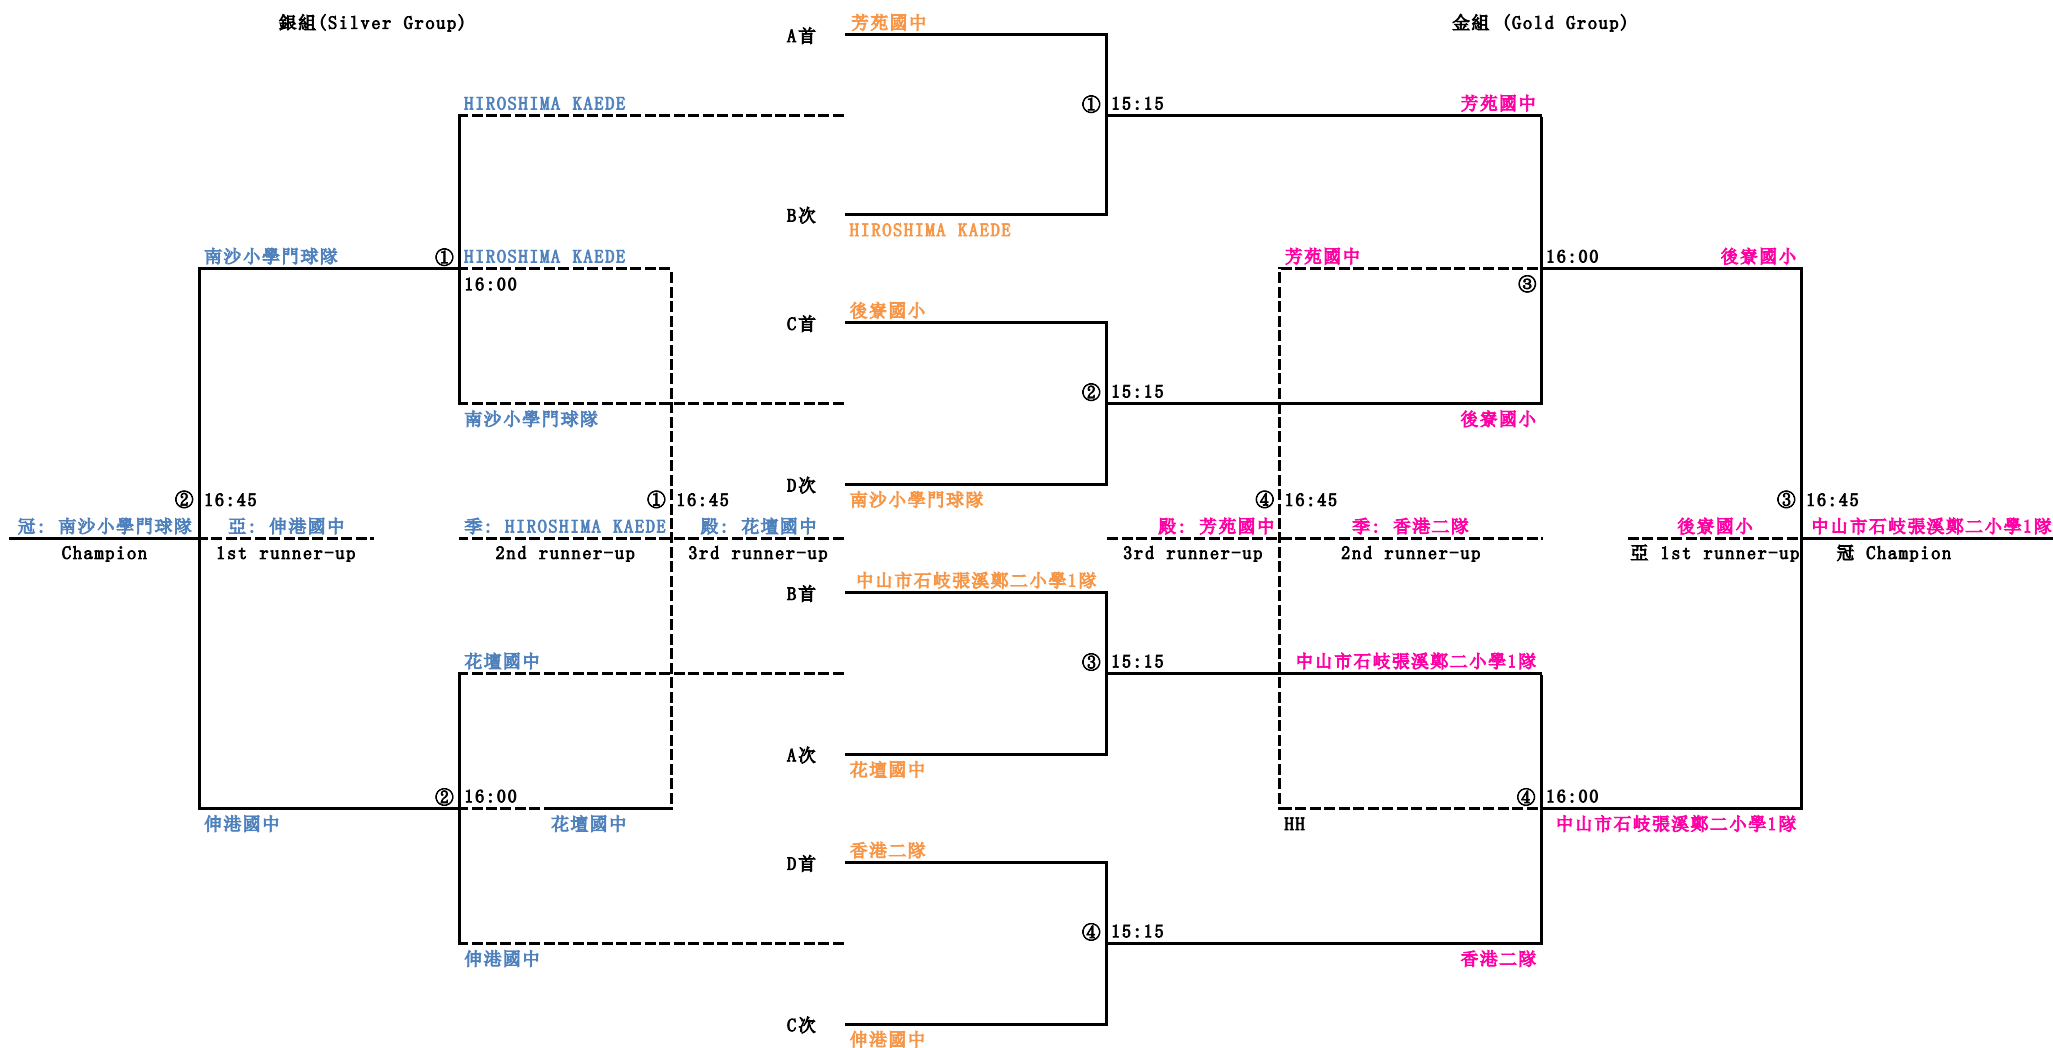 銀組(Silver Group)
金組 (Gold Group)
A首
芳苑國中
HIROSHIMA KAEDE
① 15:15
芳苑國中
B次
HIROSHIMA KAEDE
南沙小學門球隊
①
HIROSHIMA KAEDE
16:00
芳苑國中
16:00
後寮國小
③
C首
後寮國小
② 15:15
南沙小學門球隊
後寮國小
D次
南沙小學門球隊
② 16:45
① 16:45
④ 16:45
③ 16:45
冠: 南沙小學門球隊
亞: 伸港國中
季: HIROSHIMA KAEDE
殿: 花壇國中
殿: 芳苑國中
季: 香港二隊
後寮國小
中山市石岐張溪鄭二小學1隊
Champion
1st runner-up
2nd runner-up
3rd runner-up
3rd runner-up
2nd runner-up
亞 1st runner-up
冠 Champion
B首
中山市石岐張溪鄭二小學1隊
花壇國中
③ 15:15
中山市石岐張溪鄭二小學1隊
A次
花壇國中
② 16:00
④ 16:00
伸港國中
花壇國中
HH
中山市石岐張溪鄭二小學1隊
D首
香港二隊
④ 15:15
伸港國中
香港二隊
C次
伸港國中